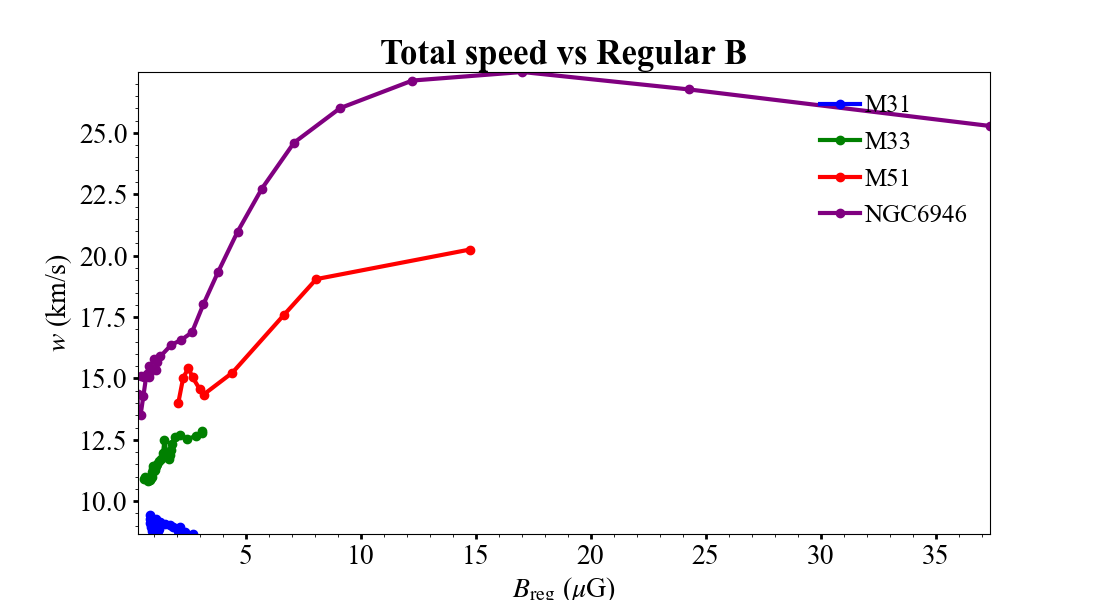 Total speed vs Regular B
M31
M33
M51
NGC6946
25.0
22.5
20.0
17.5
15.0
12.5
10.0
w (km/s)
5 10 15 20 25 30 35
B_reg (μG)